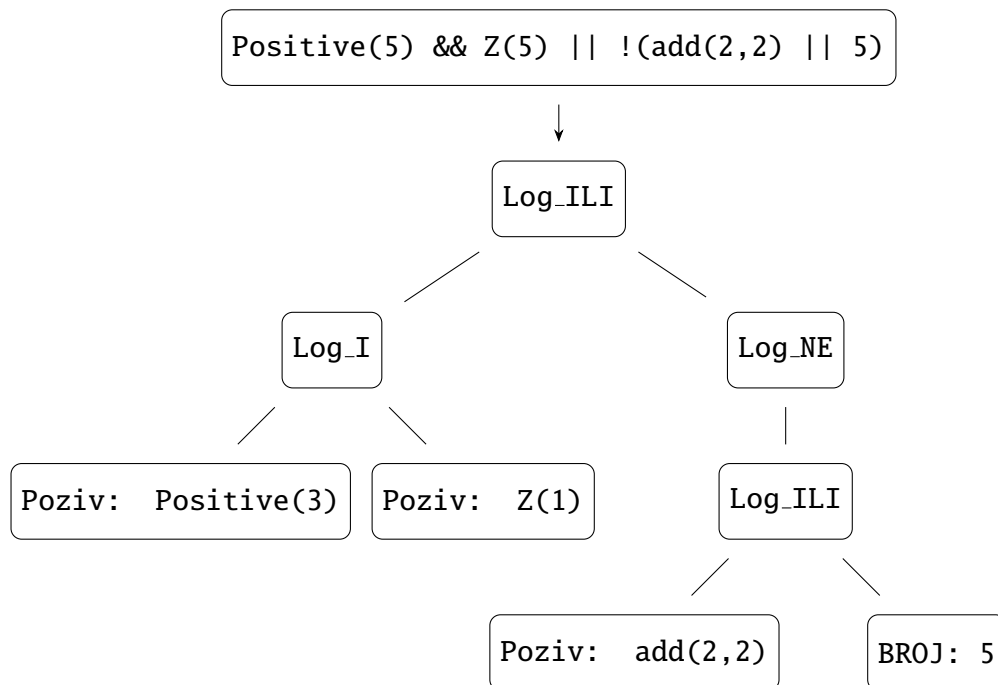 Positive(5) && Z(5) || !(add(2,2) || 5)
Log_ILI
Log_I
Log_NE
Poziv: Positive(3)
Poziv: Z(1)
Log_ILI
Poziv: add(2,2)
BROJ: 5